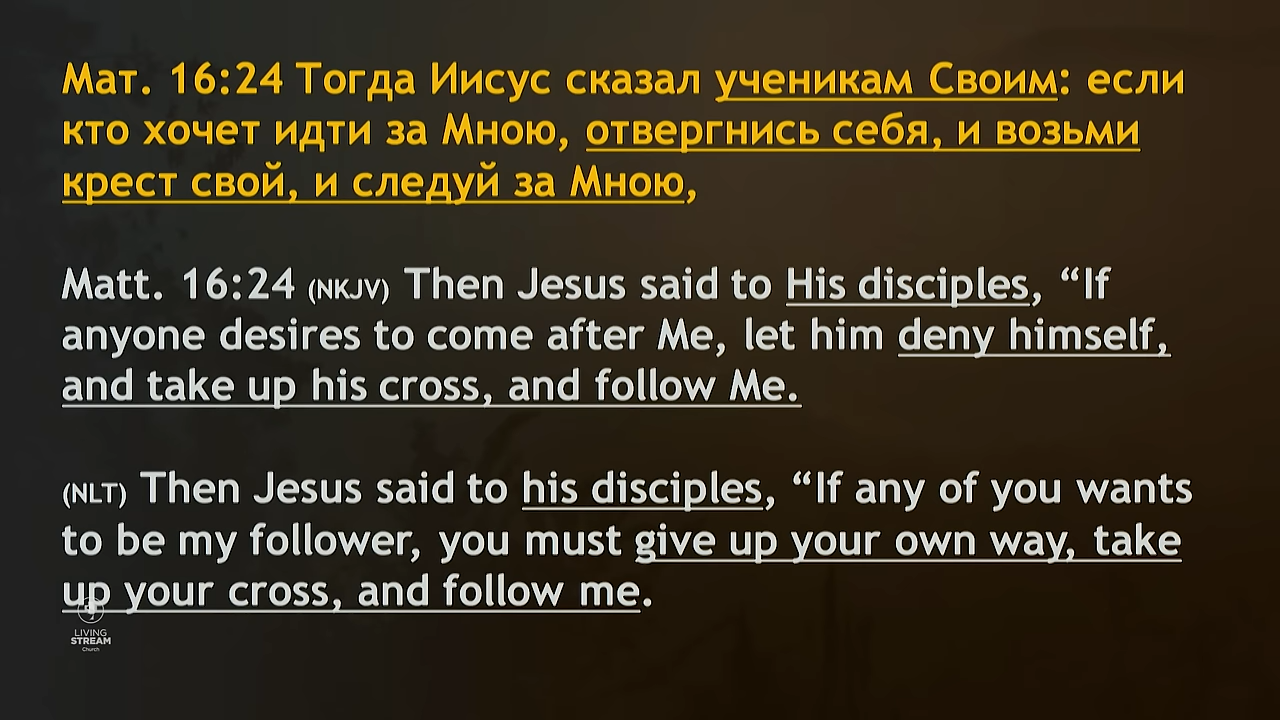 Мат. 16:24 Тогда Иисус сказал ученикам Своим: если
кто хочет идти за Мною, отвергнись себя, и возьми
крест свой, и следуй за Мною,
Matt. 16:24 (NKJV) Then Jesus said to His disciples, “If
anyone desires to come after Me, let him deny himself,
and take up his cross, and follow Me.
(NLT) Then Jesus said to his disciples, “If any of you wants
to be my follower, you must give up your own way, take
up your cross, and follow me.
LIVING
STREAM
Church